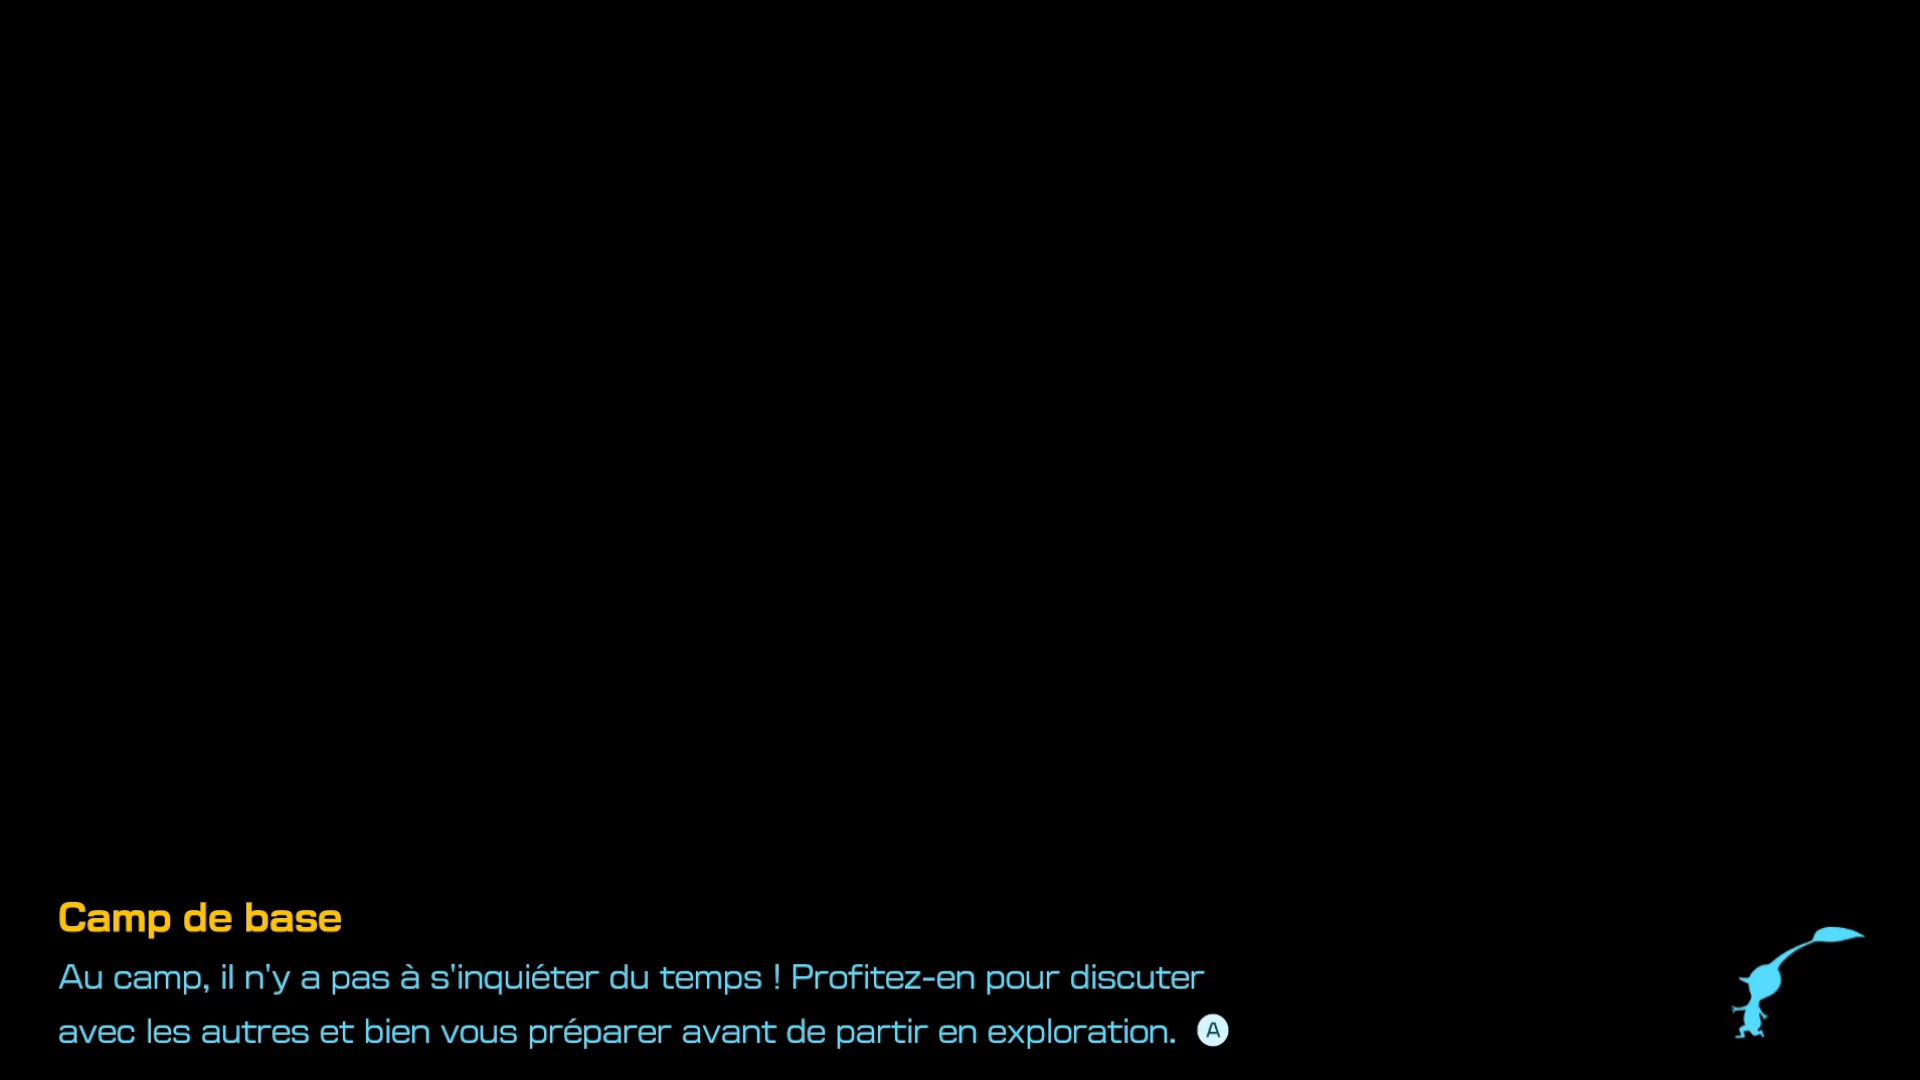 Camp de base
Au camp, il n'y a pas à s'inquiéter du temps ! Profitez-en pour discuter
avec les autres et bien vous préparer avant de partir en exploration. A